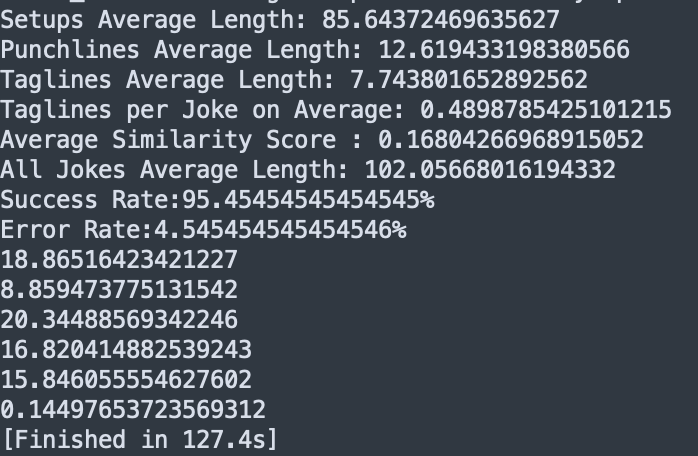 Setups Average Length: 85.64372469635627
Punchlines Average Length: 12.619433198380566
Taglines Average Length: 7.743801652892562
Taglines per Joke on Average: 0.4898785425101215
Average Similarity Score : 0.16804266968915052
All Jokes Average Length: 102.05668016194332
Success Rate:95.45454545454545%
Error Rate:4.545454545454546%
18.86516423421227
8.859473775131542
20.34488569342246
16.820414882539243
15.846055554627602
0.14497653723569312
[Finished in 127.4s]